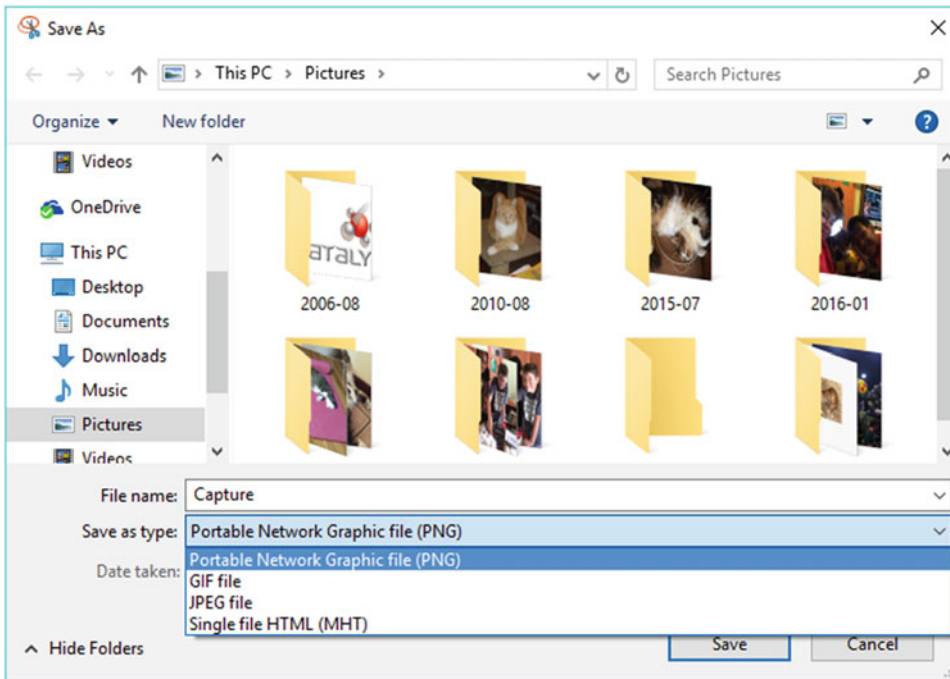 Save As
This PC > Pictures >
Search Pictures
Organize
New folder
?
Videos
OneDrive
This PC
Desktop
Documents
Downloads
Music
Pictures
Videos
ATALY
2006-08
2010-08
2015-07
2016-01
File name: Capture
Save as type: Portable Network Graphic file (PNG)
Portable Network Graphic file (PNG)
Date taken:
GIF file
JPEG file
Single file HTML (MHT)
Hide Folders
Save
Cancel